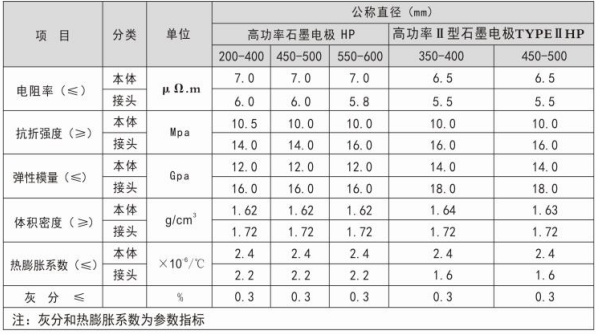 项 目 分类 单位 公称直径（mm）
高功率石墨电极 HP 高功率Ⅱ型石墨电极TYPEⅡHP
200-400 450-500 550-600 350-400 450-500
电阻率（≤） 本体 μΩ.m 7.0 7.0 7.0 6.5 6.5
接头 6.0 6.0 5.8 5.5 5.5
抗折强度（≥） 本体 Mpa 10.5 10.0 10.0 10.0 10.0
接头 14.0 14.0 16.0 16.0 16.0
弹性模量（≤） 本体 Gpa 12.0 12.0 12.0 14.0 14.0
接头 16.0 16.0 16.0 18.0 18.0
体积密度（≥） 本体 g/cm³ 1.62 1.62 1.62 1.64 1.63
接头 1.72 1.72 1.72 1.72 1.72
热膨胀系数（≤） 本体 ×10⁻⁶/℃ 2.4 2.4 2.4 2.4 2.4
接头 2.2 2.2 2.2 1.6 1.6
灰 分 ≤ % 0.3 0.3 0.3 0.3 0.3
注：灰分和热膨胀系数为参数指标